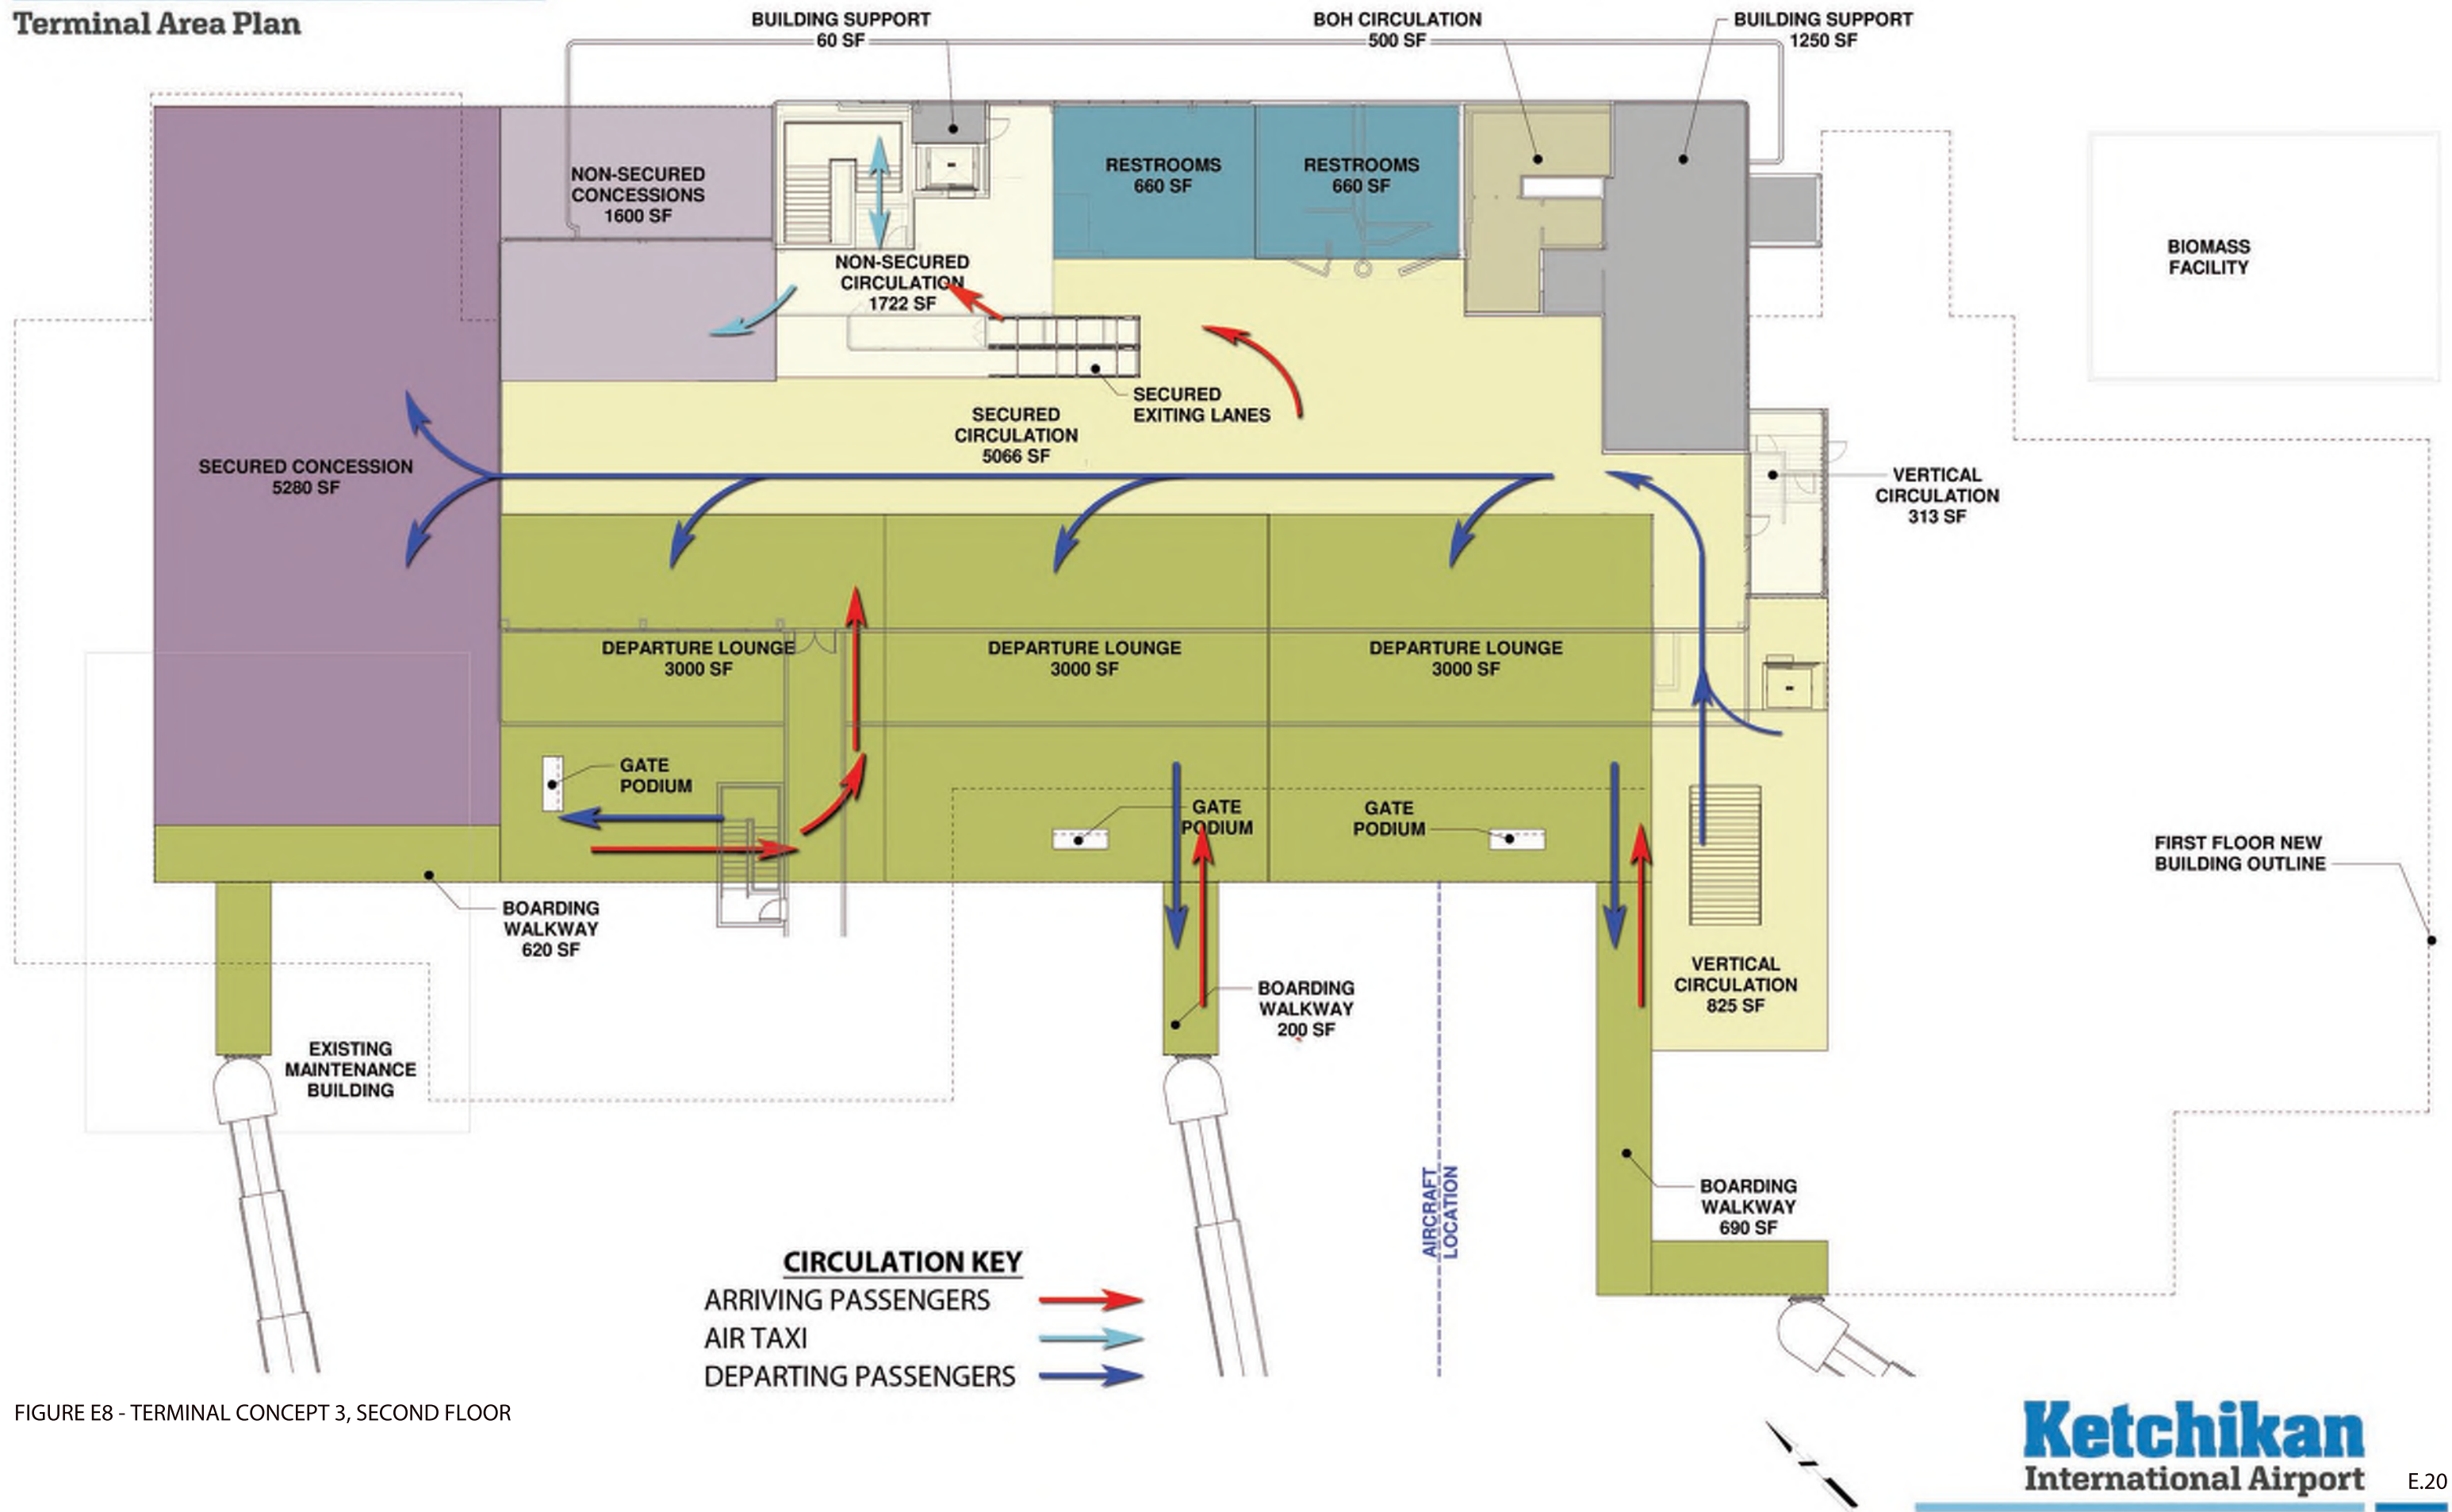 Terminal Area Plan
BUILDING SUPPORT
60 SF
BOH CIRCULATION
500 SF
BUILDING SUPPORT
1250 SF
NON-SECURED
CONCESSIONS
1600 SF
RESTROOMS
660 SF
RESTROOMS
660 SF
BIOMASS
FACILITY
NON-SECURED
CIRCULATION
1722 SF
SECURED
EXITING LANES
SECURED
CIRCULATION
5066 SF
SECURED CONCESSION
5280 SF
VERTICAL
CIRCULATION
313 SF
DEPARTURE LOUNGE
3000 SF
DEPARTURE LOUNGE
3000 SF
DEPARTURE LOUNGE
3000 SF
GATE
PODIUM
GATE
PODIUM
GATE
PODIUM
FIRST FLOOR NEW
BUILDING OUTLINE
BOARDING
WALKWAY
620 SF
VERTICAL
CIRCULATION
825 SF
BOARDING
WALKWAY
200 SF
EXISTING
MAINTENANCE
BUILDING
AIRCRAFT
LOCATION
BOARDING
WALKWAY
690 SF
CIRCULATION KEY
ARRIVING PASSENGERS
AIR TAXI
DEPARTING PASSENGERS
FIGURE E8 - TERMINAL CONCEPT 3, SECOND FLOOR
Ketchikan
International Airport
E.20